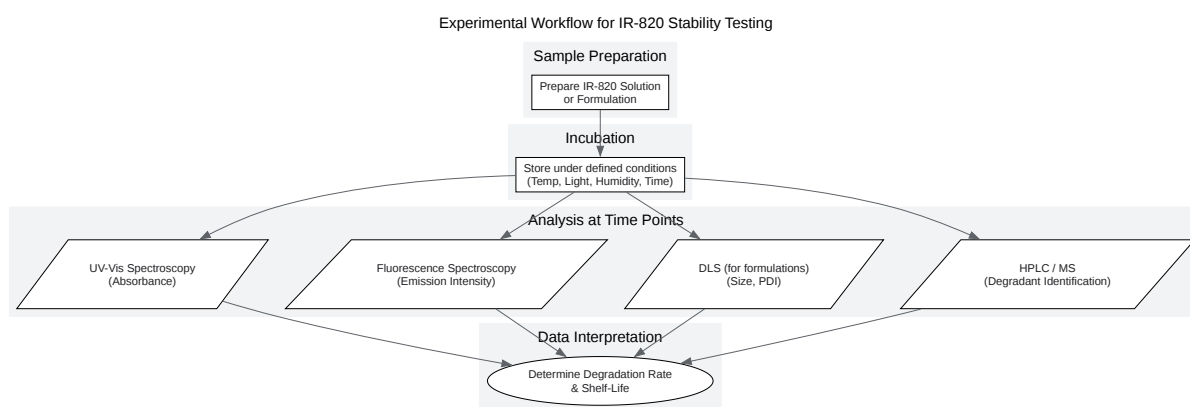 Experimental Workflow for IR-820 Stability Testing
Sample Preparation
Prepare IR-820 Solution
or Formulation
Incubation
Store under defined conditions
(Temp, Light, Humidity, Time)
Analysis at Time Points
UV-Vis Spectroscopy
(Absorbance)
Fluorescence Spectroscopy
(Emission Intensity)
DLS (for formulations)
(Size, PDI)
HPLC / MS
(Degradant Identification)
Data Interpretation
Determine Degradation Rate
& Shelf-Life